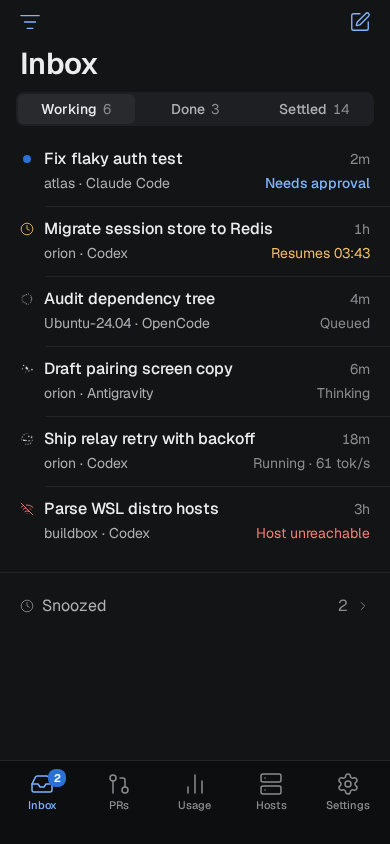 Inbox
Working 6 Done 3 Settled 14
Fix flaky auth test 2m
atlas · Claude Code Needs approval
Migrate session store to Redis 1h
orion · Codex Resumes 03:43
Audit dependency tree 4m
Ubuntu-24.04 · OpenCode Queued
Draft pairing screen copy 6m
orion · Antigravity Thinking
Ship relay retry with backoff 18m
orion · Codex Running · 61 tok/s
Parse WSL distro hosts 3h
buildbox · Codex Host unreachable
Snoozed 2
2
Inbox PRs Usage Hosts Settings